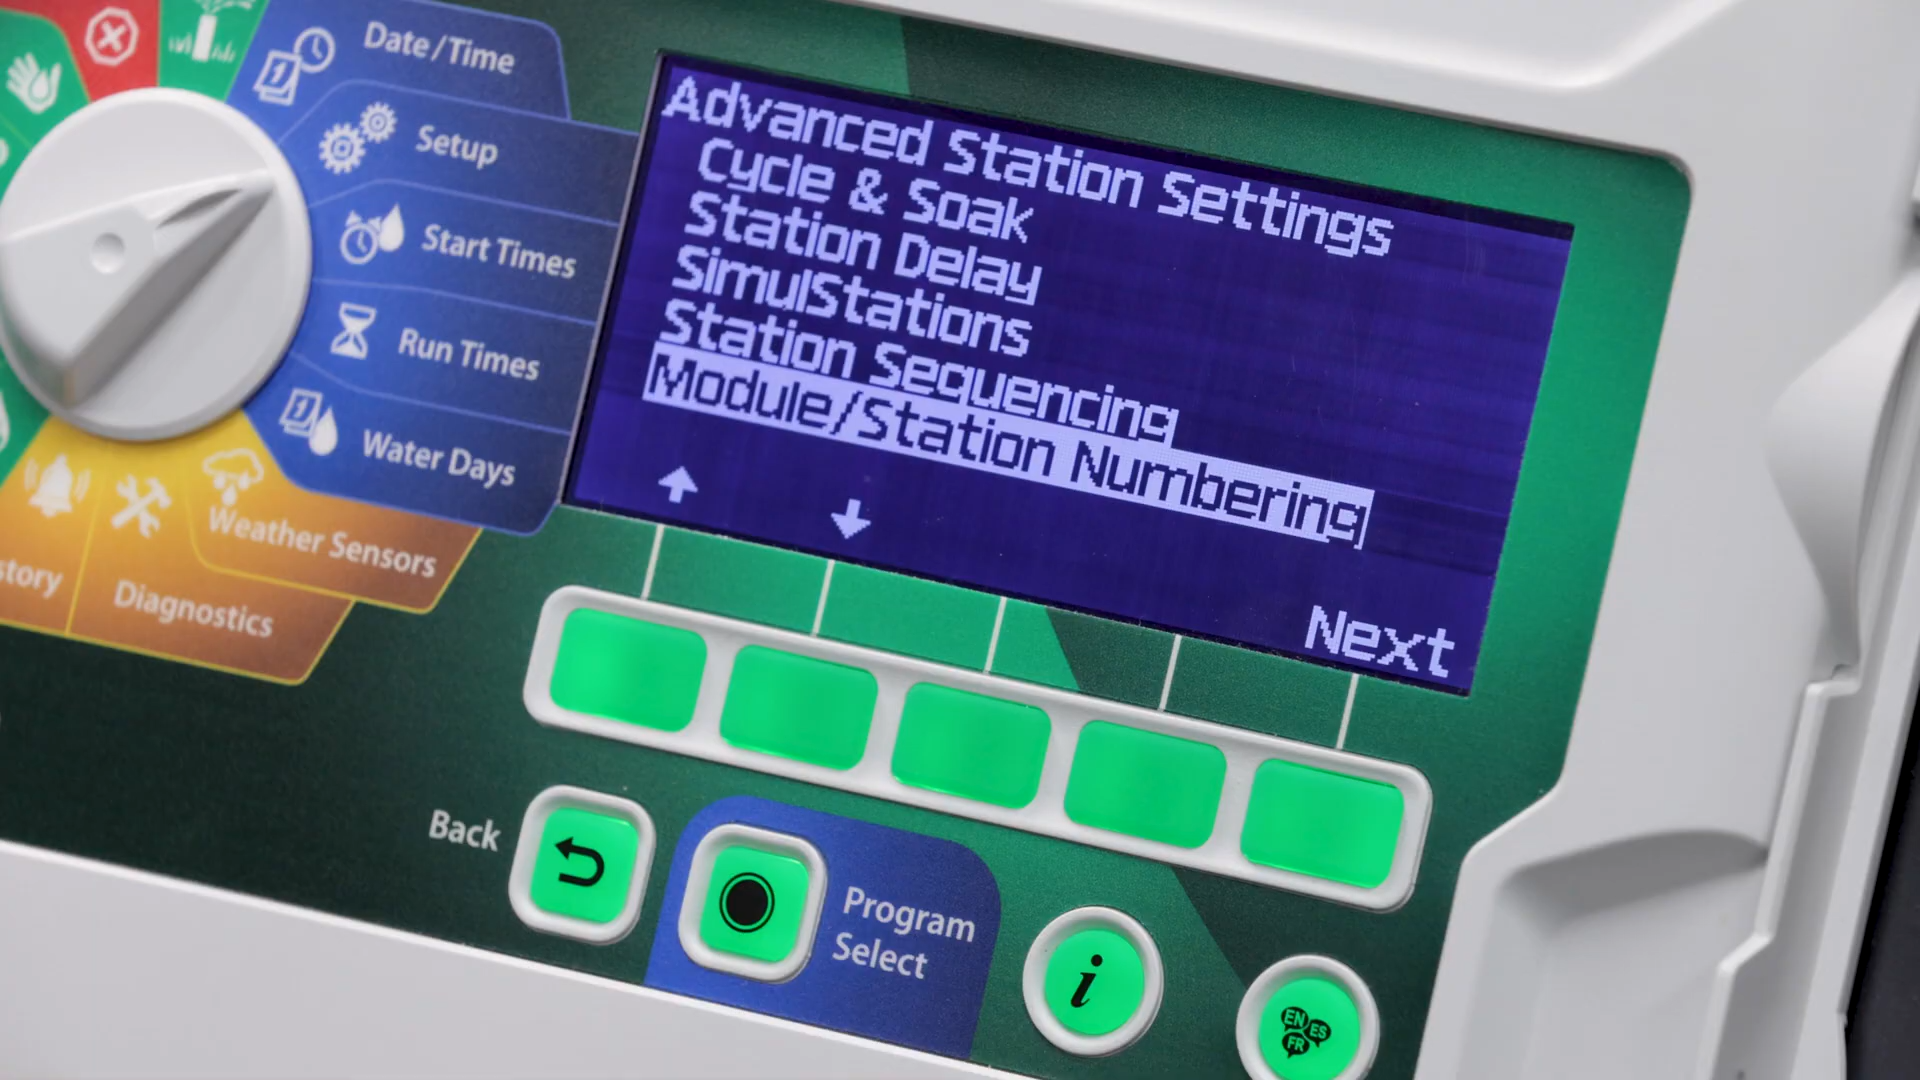 Date/Time
Setup
Start Times
Run Times
Water Days
Weather Sensors
Diagnostics
Advanced Station Settings
Cycle & Soak
Station Delay
SimulStations
Station Sequencing
Module/Station Numbering
Next
Back
Program
Select
i
EN
ES
FR